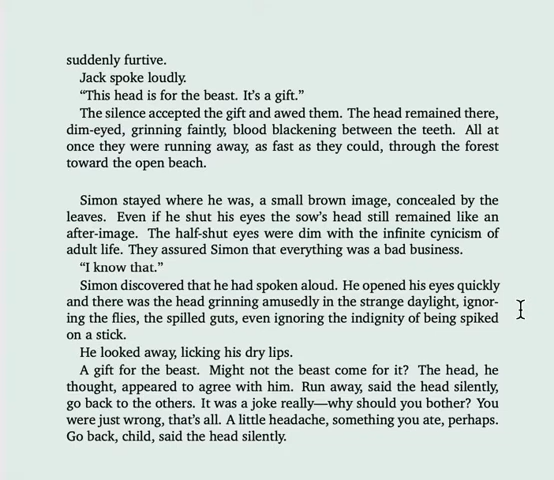 suddenly furtive.
Jack spoke loudly.
“This head is for the beast. It’s a gift.”
The silence accepted the gift and awed them. The head remained there,
dim-eyed, grinning faintly, blood blackening between the teeth. All at
once they were running away, as fast as they could, through the forest
toward the open beach.
Simon stayed where he was, a small brown image, concealed by the
leaves. Even if he shut his eyes the sow’s head still remained like an
after-image. The half-shut eyes were dim with the infinite cynicism of
adult life. They assured Simon that everything was a bad business.
“I know that.”
Simon discovered that he had spoken aloud. He opened his eyes quickly
and there was the head grinning amusedly in the strange daylight, ignor-
ing the flies, the spilled guts, even ignoring the indignity of being spiked
on a stick.
He looked away, licking his dry lips.
A gift for the beast. Might not the beast come for it? The head, he
thought, appeared to agree with him. Run away, said the head silently,
go back to the others. It was a joke really—why should you bother? You
were just wrong, that’s all. A little headache, something you ate, perhaps.
Go back, child, said the head silently.